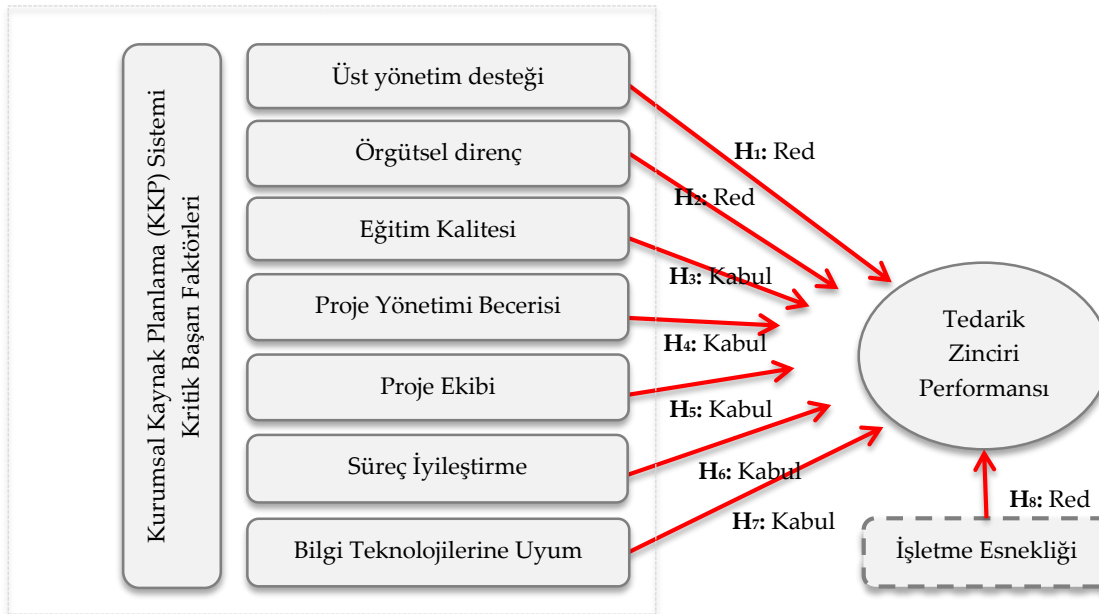 Kurumsal Kaynak Planlama (KKP) Sistemi
Kritik Başarı Faktörleri
Üst yönetim desteği
Örgütsel direnç
Eğitim Kalitesi
Proje Yönetimi Becerisi
Proje Ekibi
Süreç İyileştirme
Bilgi Teknolojilerine Uyum
H1: Red
H2: Red
H3: Kabul
H4: Kabul
H5: Kabul
H6: Kabul
H7: Kabul
Tedarik
Zinciri
Performansı
H8: Red
İşletme Esnekliği